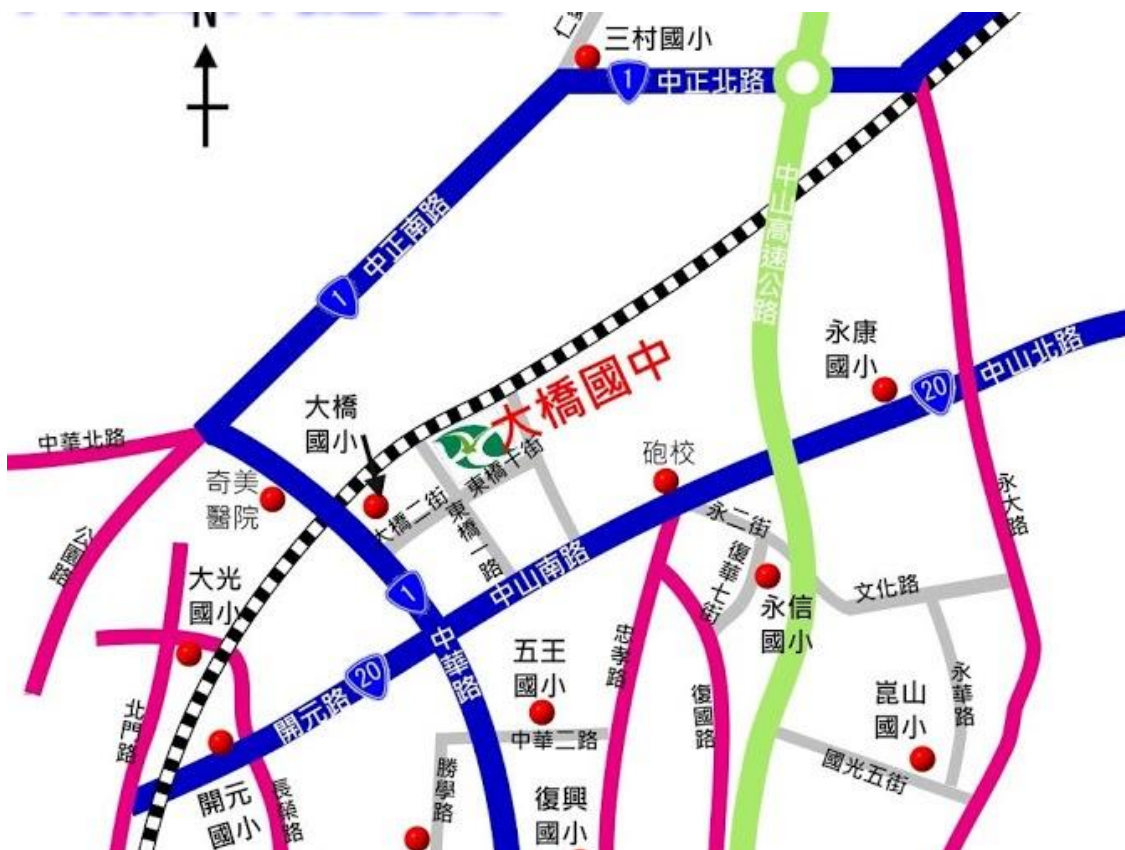 N
三村國小
1
中正北路
中山高速公路
中正南路
1
永康
國小
20
中山北路
大橋國中
大橋
國小
中華北路
奇美
醫院
砲校
東橋十街
大橋二街
東橋一路
永二街
復華七街
永大路
公園路
大光
國小
1
中山南路
文化路
永信
國小
中華路
五王
國小
忠孝路
20
開元路
復國路
永華路
崑山
國小
北門路
中華二路
國光五街
勝學路
長榮路
開元
國小
復興
國小